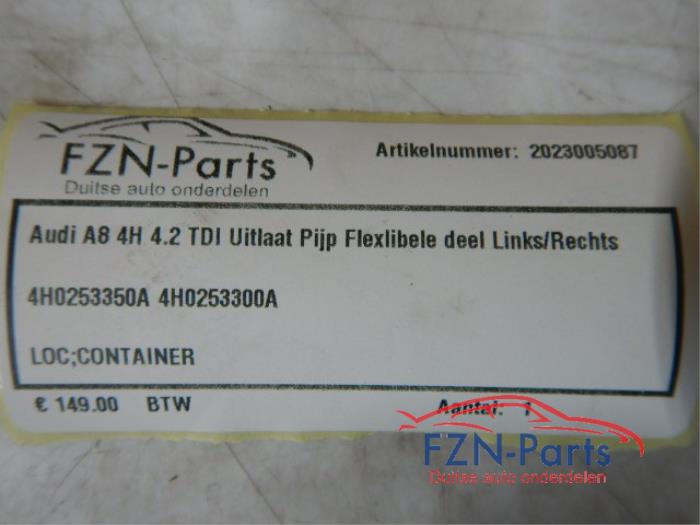 FZN-Parts
Duitse auto onderdelen
Artikelnummer: 2023005087
Audi A8 4H 4.2 TDI Uitlaat Pijp Flexlibele deel Links/Rechts
4H0253350A 4H0253300A
LOC;CONTAINER
€ 149.00 BTW Aantal: 1
FZN-Parts
Duitse auto onderdelen